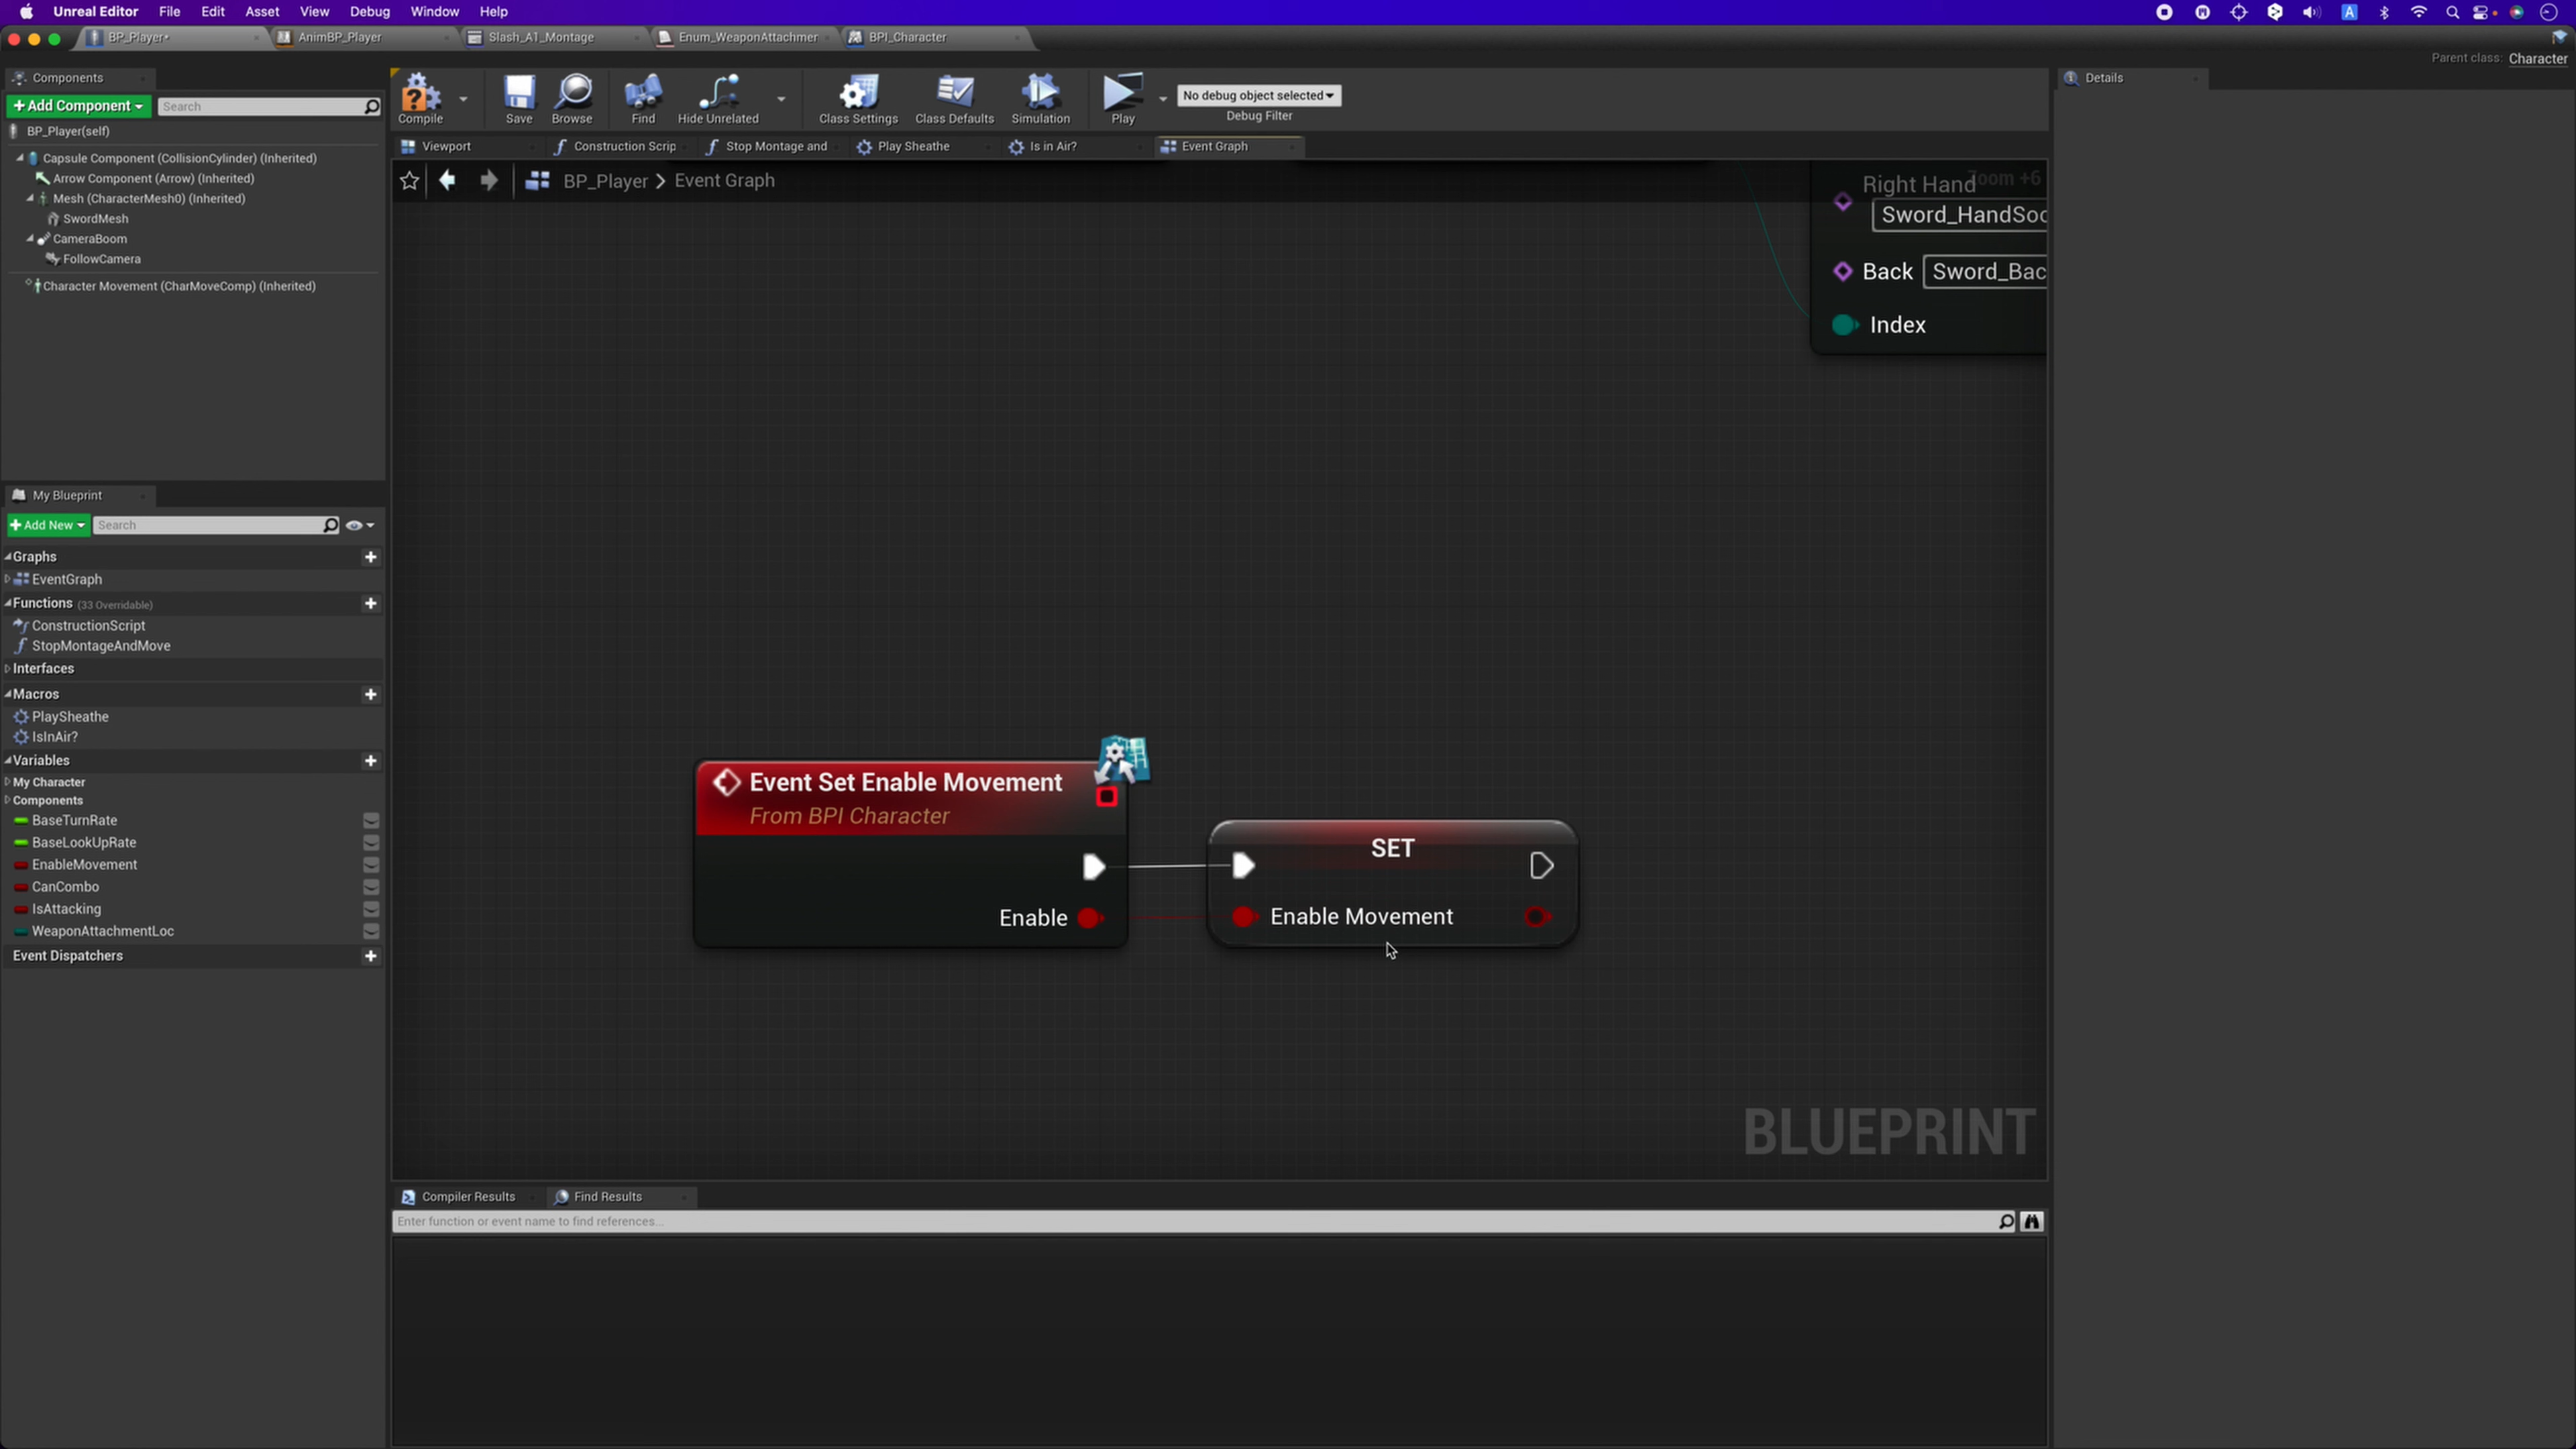 Unreal Editor File Edit Asset View Debug Window Help
BP_Player* AnimBP_Player Slash_A1_Montage Enum_WeaponAttachmer BPI_Character
Parent class: Character
Components
+Add Component Search
BP_Player(self)
Capsule Component (CollisionCylinder) (Inherited)
Arrow Component (Arrow) (Inherited)
Mesh (CharacterMesh0) (Inherited)
SwordMesh
CameraBoom
FollowCamera
Character Movement (CharMoveComp) (Inherited)
My Blueprint
+Add New Search
Graphs
EventGraph
Functions (33 Overridable)
ConstructionScript
StopMontageAndMove
Interfaces
Macros
PlaySheathe
IsInAir?
Variables
My Character
Components
BaseTurnRate
BaseLookUpRate
EnableMovement
CanCombo
IsAttacking
WeaponAttachmentLoc
Event Dispatchers
Compile Save Browse Find Hide Unrelated Class Settings Class Defaults Simulation Play
No debug object selected
Debug Filter
Viewport Construction Scrip Stop Montage and Play Sheathe Is in Air? Event Graph
BP_Player > Event Graph
Zoom +6
Right Hand
Sword_HandSoc
Back Sword_Bac
Index
Event Set Enable Movement
From BPI Character
Enable
SET
Enable Movement
BLUEPRINT
Compiler Results Find Results
Enter function or event name to find references...
Details
A